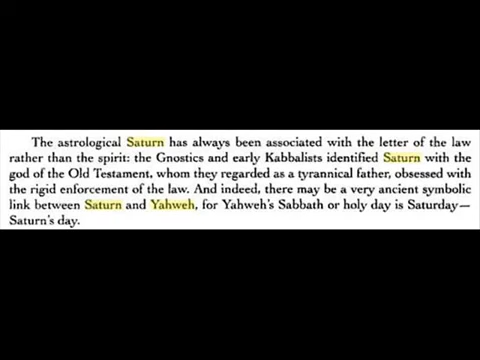 The astrological Saturn has always been associated with the letter of the law
rather than the spirit: the Gnostics and early Kabbalists identified Saturn with the
god of the Old Testament, whom they regarded as a tyrannical father, obsessed with
the rigid enforcement of the law. And indeed, there may be a very ancient symbolic
link between Saturn and Yahweh, for Yahweh's Sabbath or holy day is Saturday—
Saturn's day.